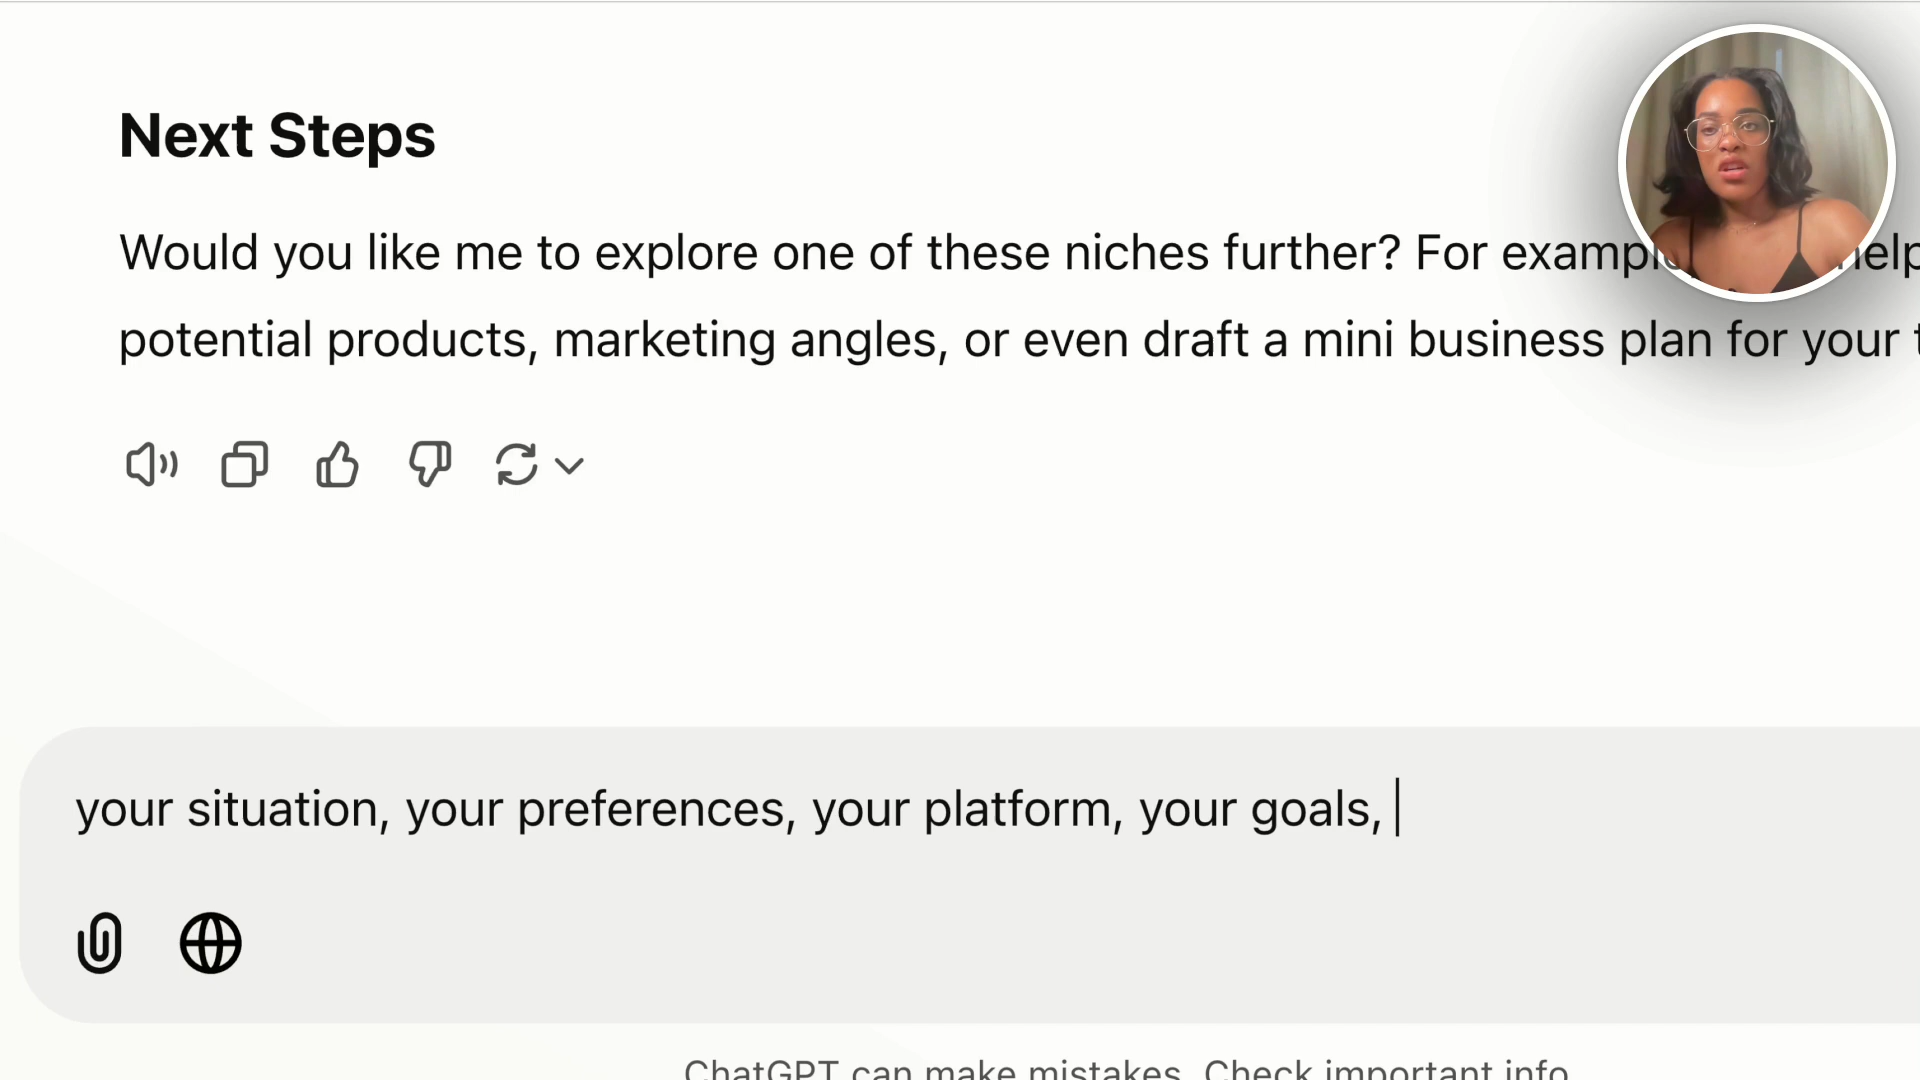 Next Steps
Would you like me to explore one of these niches further? For
potential products, marketing angles, or even draft a mini business plan for your
your situation, your preferences, your platform, your goals,
ChatGPT can make mistakes. Check important info